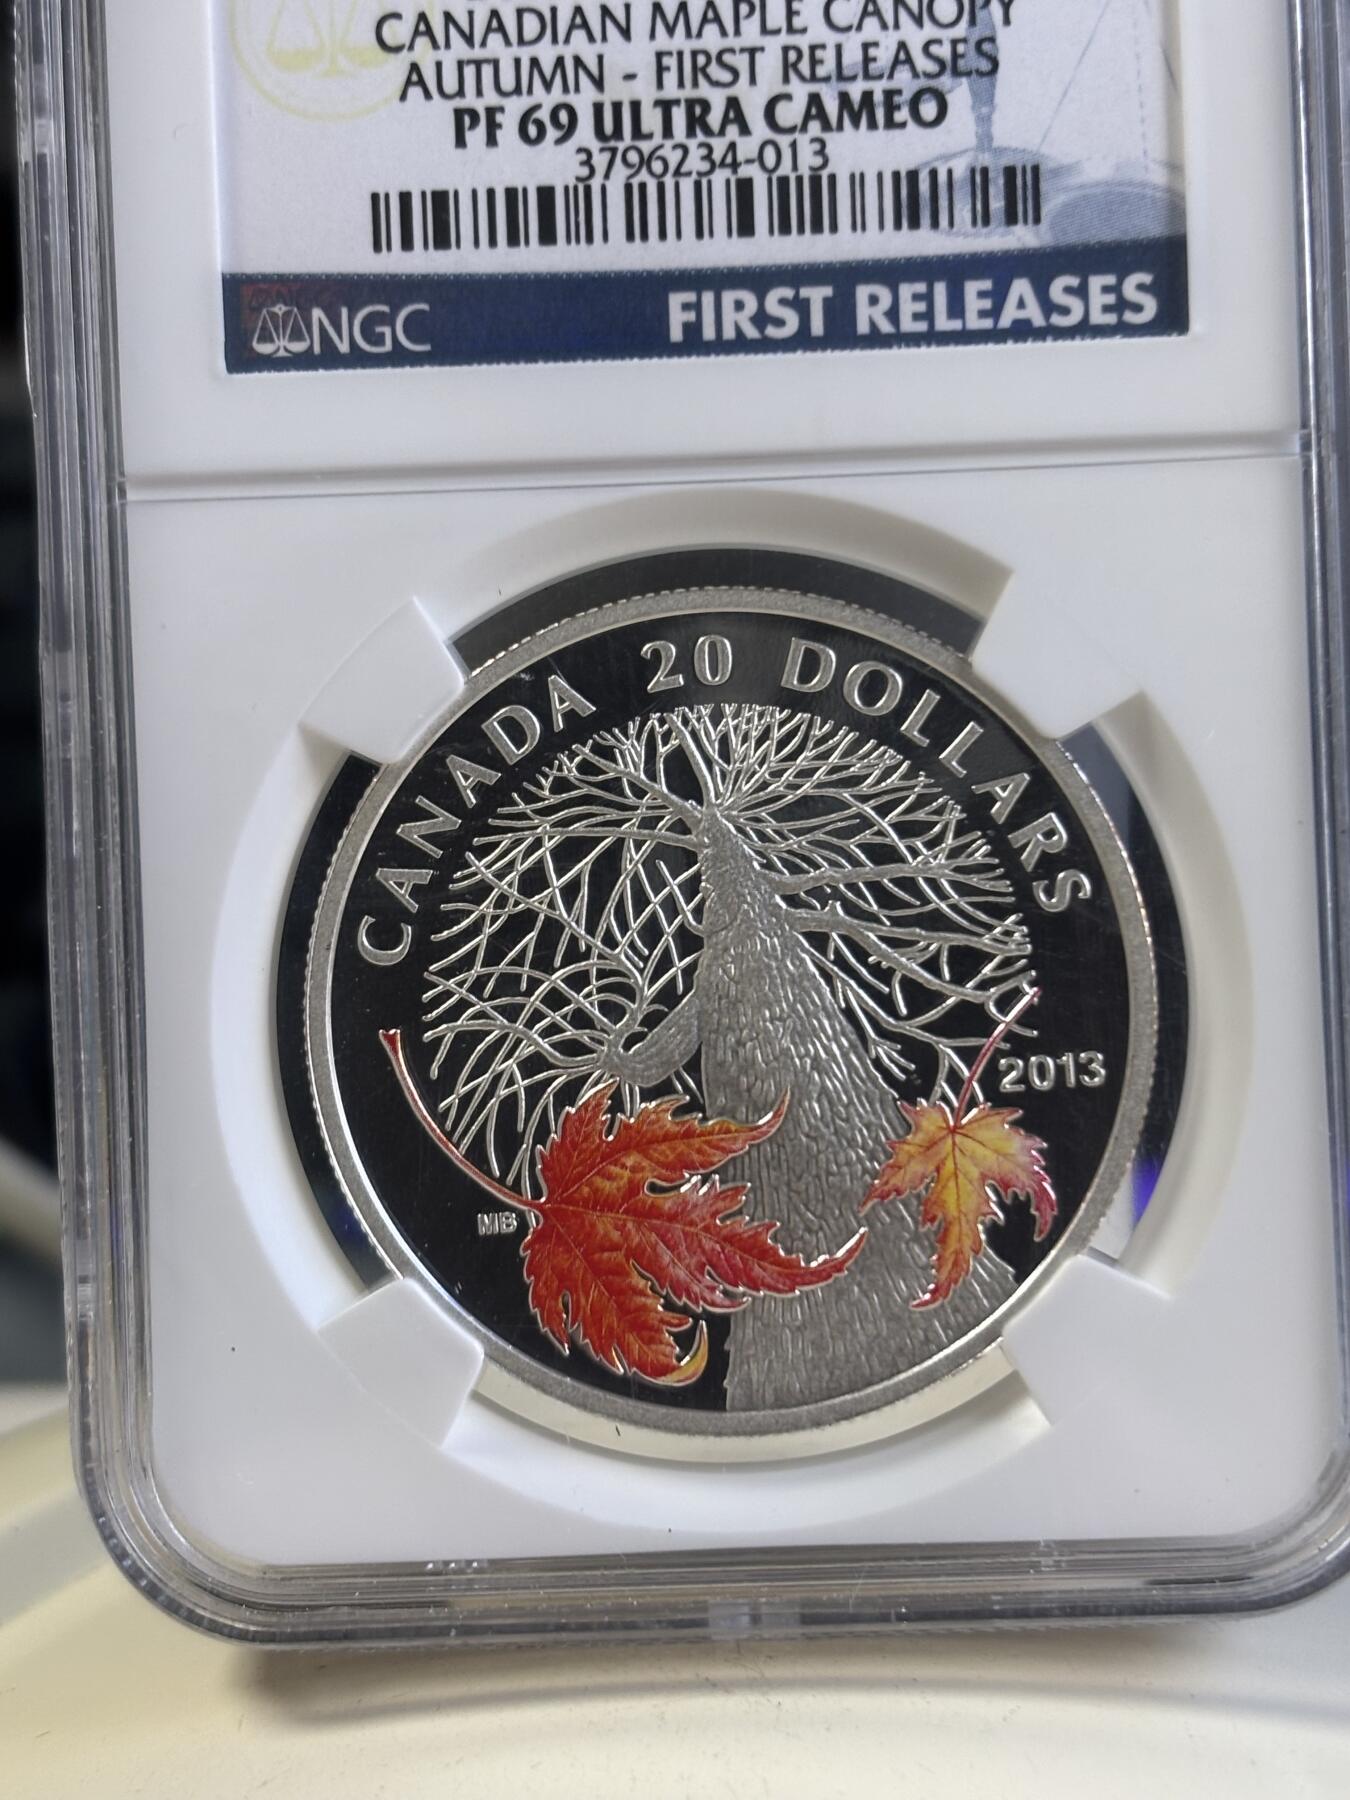 CANADIAN MAPLE CANOPY
AUTUMN - FIRST RELEASES
PF 69 ULTRA CAMEO
3796234-013
NGC
FIRST RELEASES
CANADA 20 DOLLARS
2013
MB